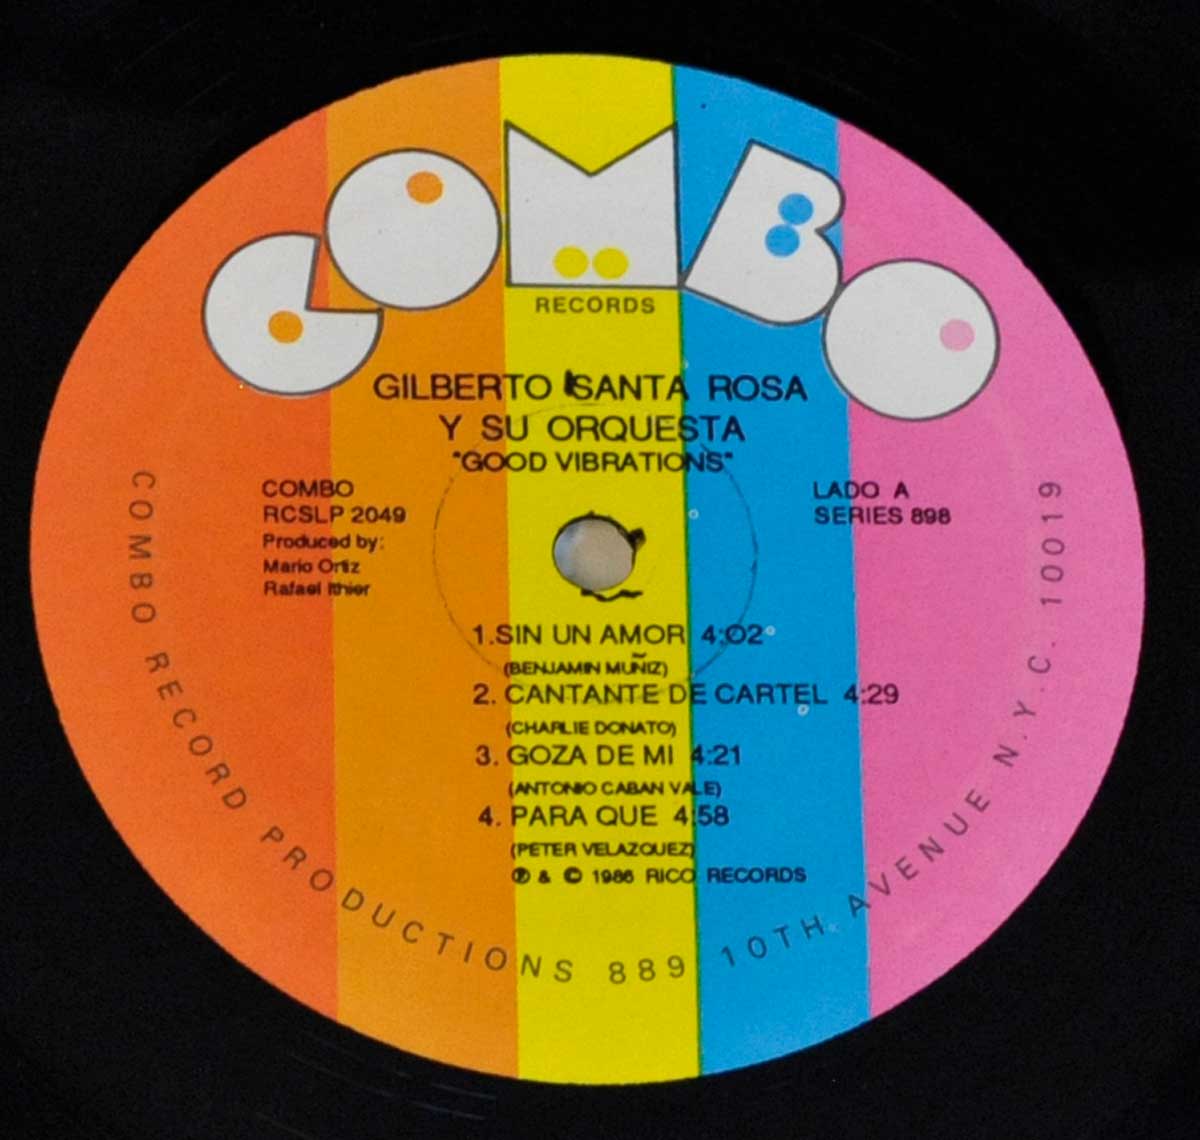 COMBO
RECORDS
GILBERTO SANTA ROSA
Y SU ORQUESTA
"GOOD VIBRATIONS"
COMBO
RCSLP 2049
Produced by:
Mario Ortiz
Rafael Ithier
LADO A
SERIES 898
1.SIN UN AMOR 4:02
(BENJAMIN MUÑIZ)
2. CANTANTE DE CARTEL 4:29
(CHARLIE DONATO)
3. GOZA DE MI 4:21
(ANTONIO CABAN VALE)
4. PARA QUE 4:58
(PETER VELAZQUEZ)
℗ & © 1986 RICO RECORDS
COMBO RECORD PRODUCTIONS 889 10TH AVENUE N.Y.C. 10019